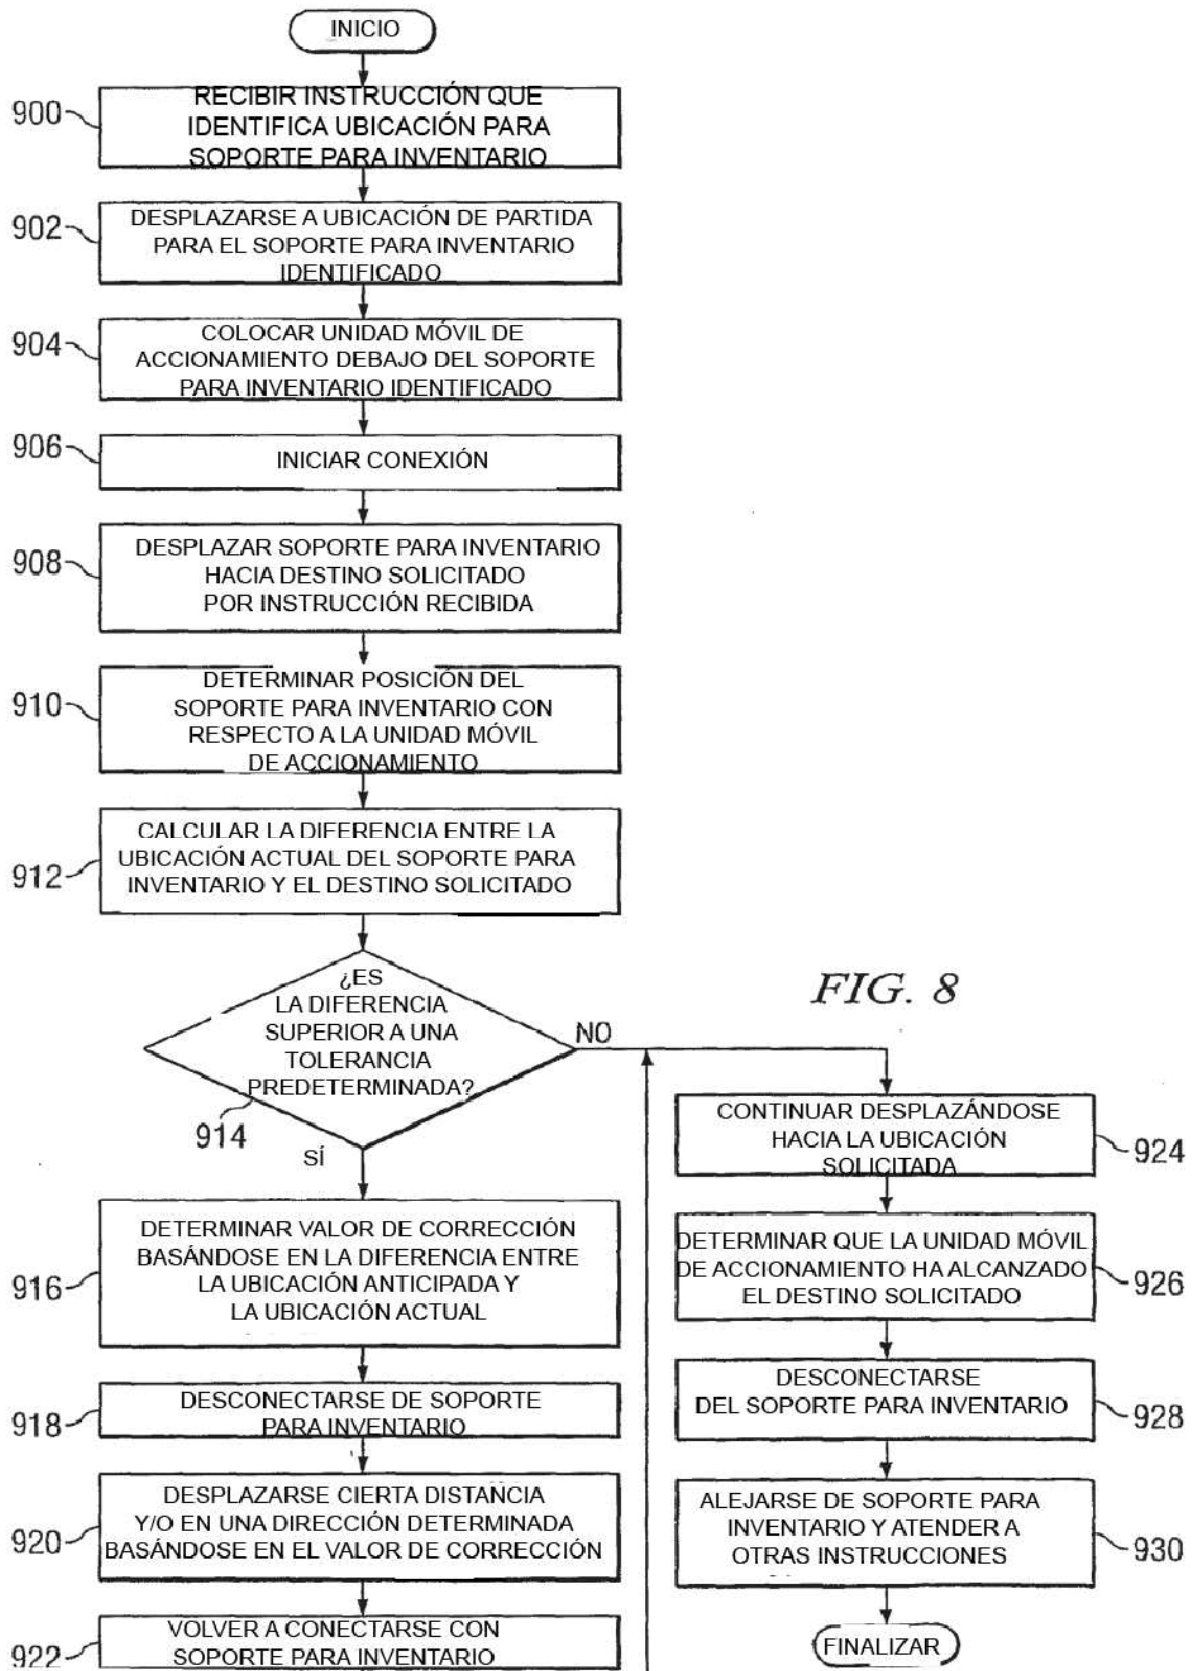 INICIO
900
RECIBIR INSTRUCCIÓN QUE
IDENTIFICA UBICACIÓN PARA
SOPORTE PARA INVENTARIO
902
DESPLAZARSE A UBICACIÓN DE PARTIDA
PARA EL SOPORTE PARA INVENTARIO
IDENTIFICADO
904
COLOCAR UNIDAD MÓVIL DE
ACCIONAMIENTO DEBAJO DEL SOPORTE
PARA INVENTARIO IDENTIFICADO
906
INICIAR CONEXIÓN
908
DESPLAZAR SOPORTE PARA INVENTARIO
HACIA DESTINO SOLICITADO
POR INSTRUCCIÓN RECIBIDA
910
DETERMINAR POSICIÓN DEL
SOPORTE PARA INVENTARIO CON
RESPECTO A LA UNIDAD MÓVIL
DE ACCIONAMIENTO
912
CALCULAR LA DIFERENCIA ENTRE LA
UBICACIÓN ACTUAL DEL SOPORTE PARA
INVENTARIO Y EL DESTINO SOLICITADO
¿ES
LA DIFERENCIA
SUPERIOR A UNA
TOLERANCIA
PREDETERMINADA?
914
NO
SÍ
FIG. 8
916
DETERMINAR VALOR DE CORRECCIÓN
BASÁNDOSE EN LA DIFERENCIA ENTRE
LA UBICACIÓN ANTICIPADA Y
LA UBICACIÓN ACTUAL
918
DESCONECTARSE DE SOPORTE
PARA INVENTARIO
920
DESPLAZARSE CIERTA DISTANCIA
Y/O EN UNA DIRECCIÓN DETERMINADA
BASÁNDOSE EN EL VALOR DE CORRECCIÓN
922
VOLVER A CONECTARSE CON
SOPORTE PARA INVENTARIO
CONTINUAR DESPLAZÁNDOSE
HACIA LA UBICACIÓN
SOLICITADA
924
DETERMINAR QUE LA UNIDAD MÓVIL
DE ACCIONAMIENTO HA ALCANZADO
EL DESTINO SOLICITADO
926
DESCONECTARSE
DEL SOPORTE PARA INVENTARIO
928
ALEJARSE DE SOPORTE PARA
INVENTARIO Y ATENDER A
OTRAS INSTRUCCIONES
930
FINALIZAR